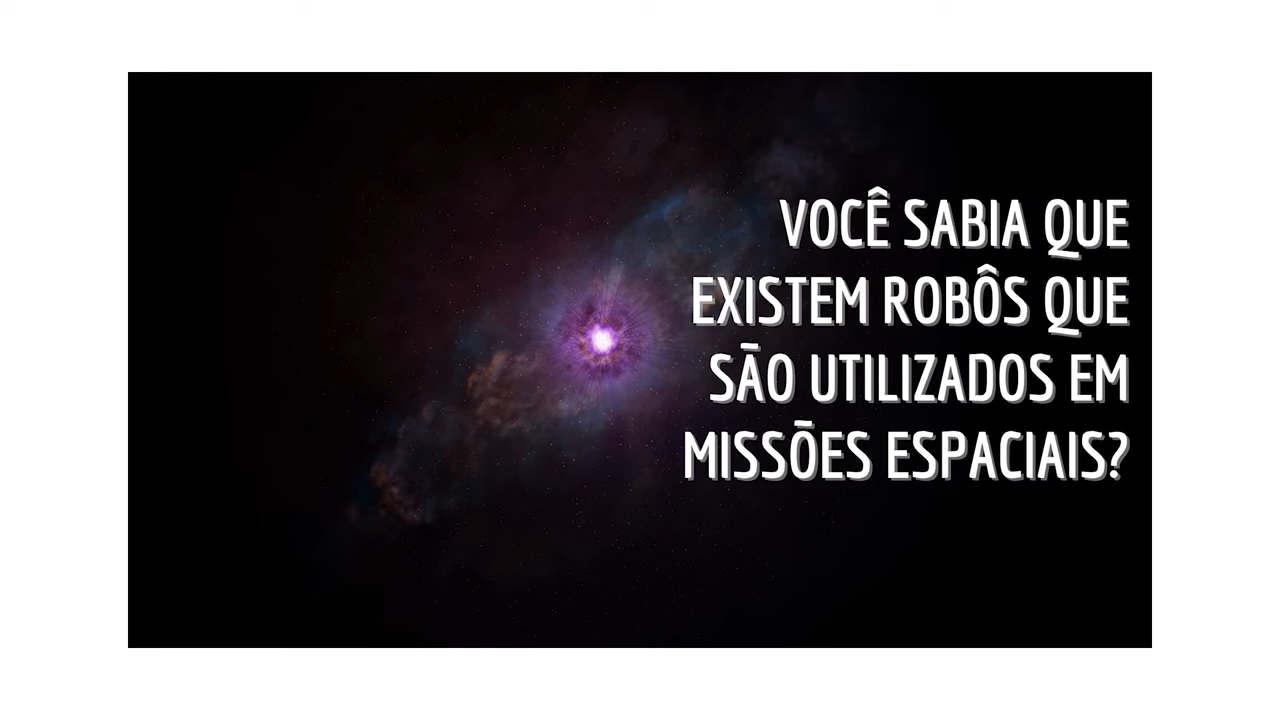 VOCÊ SABIA QUE
EXISTEM ROBÔS QUE
SÃO UTILIZADOS EM
MISSÕES ESPACIAIS?